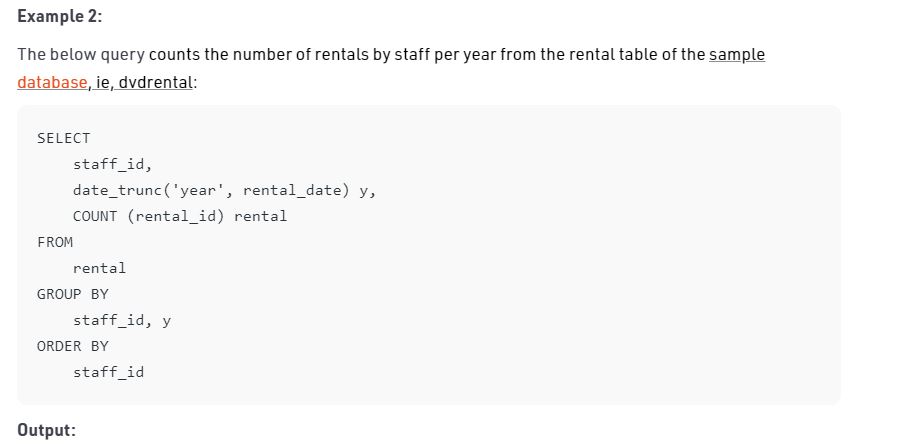 Example 2:
The below query counts the number of rentals by staff per year from the rental table of the sample
database, ie, dvdrental:
SELECT
    staff_id,
    date_trunc('year', rental_date) y,
    COUNT (rental_id) rental
FROM
    rental
GROUP BY
    staff_id, y
ORDER BY
    staff_id
Output: